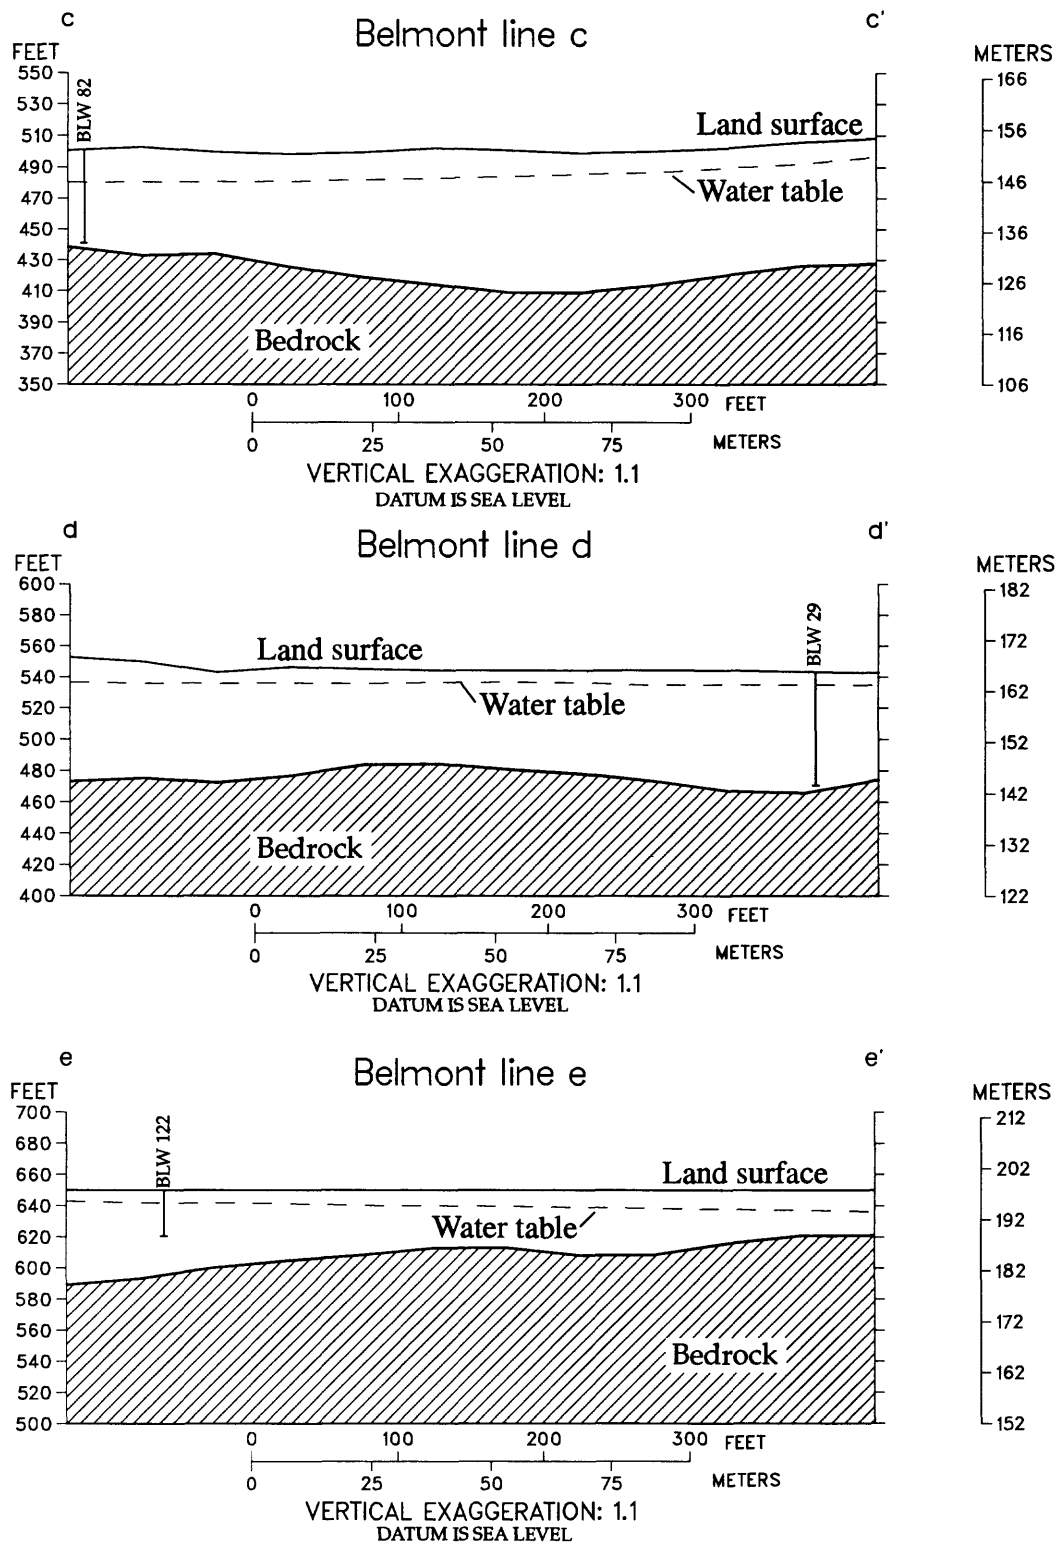 c Belmont line c c'
FEET METERS
550
530
510
490
470
450
430
410
390
370
350
BLW 82
Land surface
Water table
Bedrock
166
156
146
136
126
116
106
0 100 200 300 FEET
0 25 50 75 METERS
VERTICAL EXAGGERATION: 1.1
DATUM IS SEA LEVEL
d Belmont line d d'
FEET METERS
600
580
560
540
520
500
480
460
440
420
400
BLW 29
Land surface
Water table
Bedrock
182
172
162
152
142
132
122
0 100 200 300 FEET
0 25 50 75 METERS
VERTICAL EXAGGERATION: 1.1
DATUM IS SEA LEVEL
e Belmont line e e'
FEET METERS
700
680
660
640
620
600
580
560
540
520
500
BLW 122
Land surface
Water table
Bedrock
212
202
192
182
172
162
152
0 100 200 300 FEET
0 25 50 75 METERS
VERTICAL EXAGGERATION: 1.1
DATUM IS SEA LEVEL